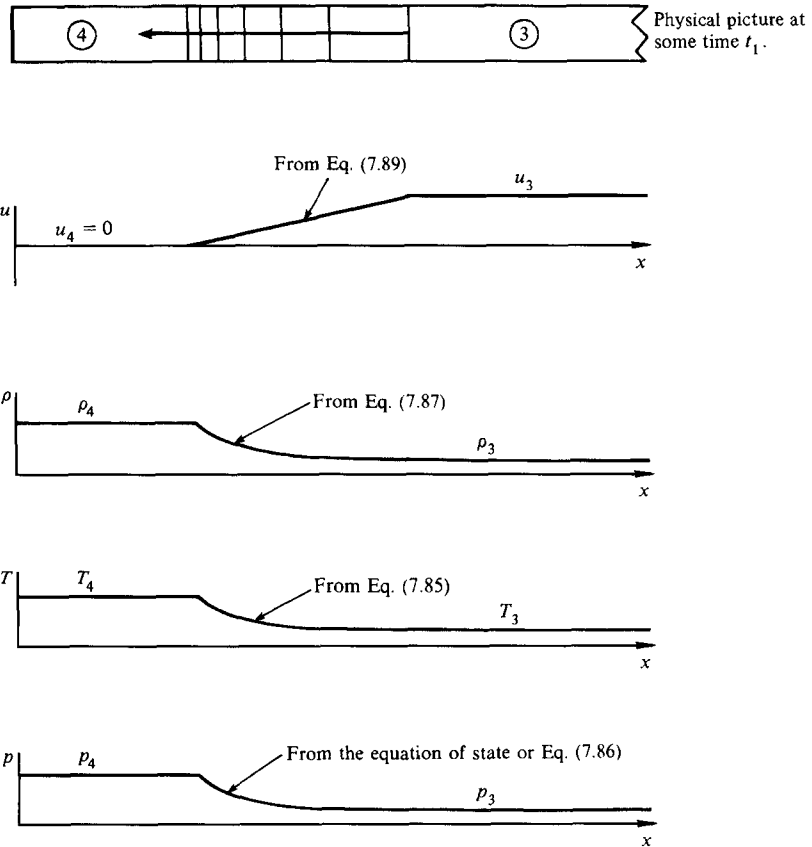 ④
③
Physical picture at
some time t₁.
From Eq. (7.89)
u₃
u
u₄ = 0
x
From Eq. (7.87)
ρ
ρ₄
ρ₃
x
From Eq. (7.85)
T
T₄
T₃
x
From the equation of state or Eq. (7.86)
p
p₄
p₃
x